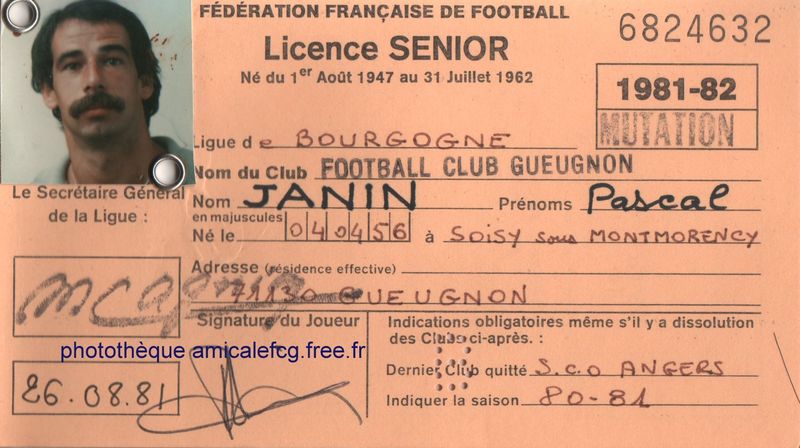 FÉDÉRATION FRANÇAISE DE FOOTBALL
6824632
Licence SENIOR
Né du 1er Août 1947 au 31 Juillet 1962
1981-82
MUTATION
Ligue de BOURGOGNE
Nom du Club FOOTBALL CLUB GUEUGNON
Le Secrétaire Général
de la Ligue :
Nom JANIN Prénoms Pascal
en majuscules
Né le 040456 à SOISY sous MONTMORENCY
Adresse (résidence effective)
71130 GUEUGNON
Signature du Joueur
Indications obligatoires même s'il y a dissolution
des Clubs ci-après. :
photothèque amicalefcg.free.fr
Dernier Club quitté S.C.O ANGERS
26.08.81
Indiquer la saison 80-81